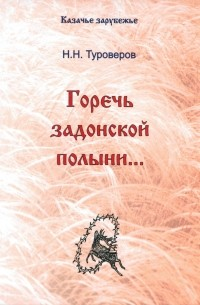 Казачье зарубежье
Н.Н. Туроверов
Горечь
задонской
полыни...